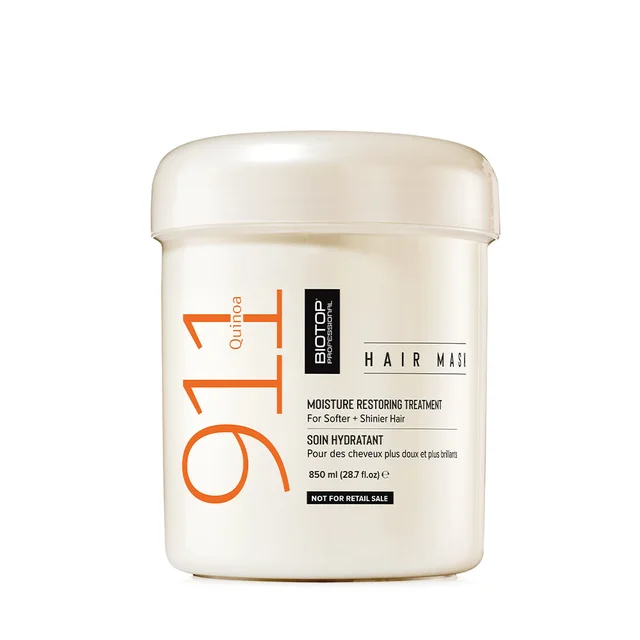 911
Quinoa
BIOTOP
PROFESSIONAL
HAIR MASK
MOISTURE RESTORING TREATMENT
For Softer + Shinier Hair
SOIN HYDRATANT
Pour des cheveux plus doux et plus brillants
850 ml (28.7 fl.oz) ℮
NOT FOR RETAIL SALE